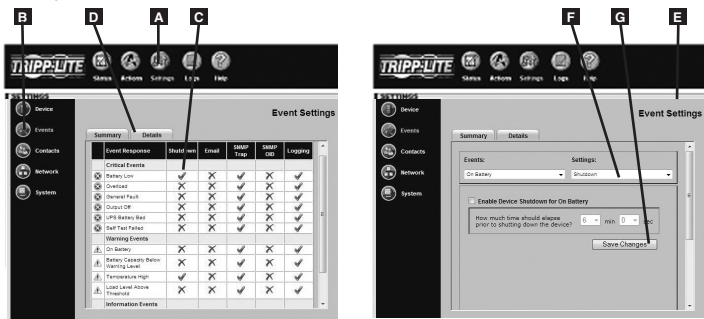 B D A C
F G E
TRIPP·LITE
Status Actions Settings Logs Help
SETTINGS
Device
Events
Contacts
Network
System
Event Settings
Summary Details
Event Response Shutdown Email SNMP Trap SNMP OID Logging
Critical Events
Battery Low
Overload
General Fault
Output Off
UPS Battery Bad
Self Test Failed
Warning Events
On Battery
Battery Capacity Below
Warning Level
Temperature High
Load Level Above
Threshold
Information Events
TRIPP·LITE
Status Actions Settings Logs Help
SETTINGS
Device
Events
Contacts
Network
System
Event Settings
Summary Details
Events: Settings:
On Battery Shutdown
Enable Device Shutdown for On Battery
How much time should elapse
prior to shutting down the device? 6 min 0 sec
Save Changes